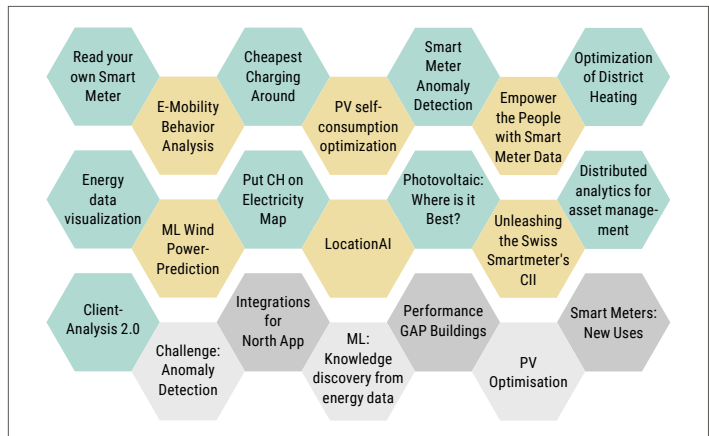 Read your
own Smart
Meter
E-Mobility
Behavior
Analysis
Cheapest
Charging
Around
PV self-
consumption
optimization
Smart
Meter
Anomaly
Detection
Empower
the People
with Smart
Meter Data
Optimization
of District
Heating
Energy
data
visualization
ML Wind
Power-
Prediction
Put CH on
Electricity
Map
LocationAI
Photovoltaic:
Where is it
Best?
Unleashing
the Swiss
Smartmeter's
CII
Distributed
analytics for
asset manage-
ment
Client-
Analysis 2.0
Challenge:
Anomaly
Detection
Integrations
for
North App
ML:
Knowledge
discovery from
energy data
Performance
GAP Buildings
PV
Optimisation
Smart Meters:
New Uses